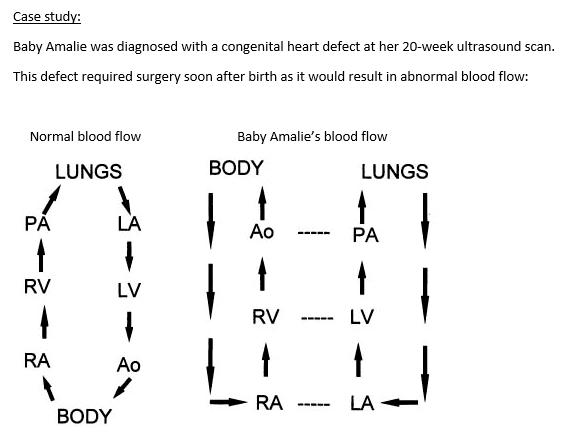 Case study:
Baby Amalie was diagnosed with a congenital heart defect at her 20-week ultrasound scan.
This defect required surgery soon after birth as it would result in abnormal blood flow:
Normal blood flow
LUNGS
PA LA
RV LV
RA Ao
BODY
Baby Amalie's blood flow
BODY LUNGS
Ao ----- PA
RV ----- LV
RA ----- LA